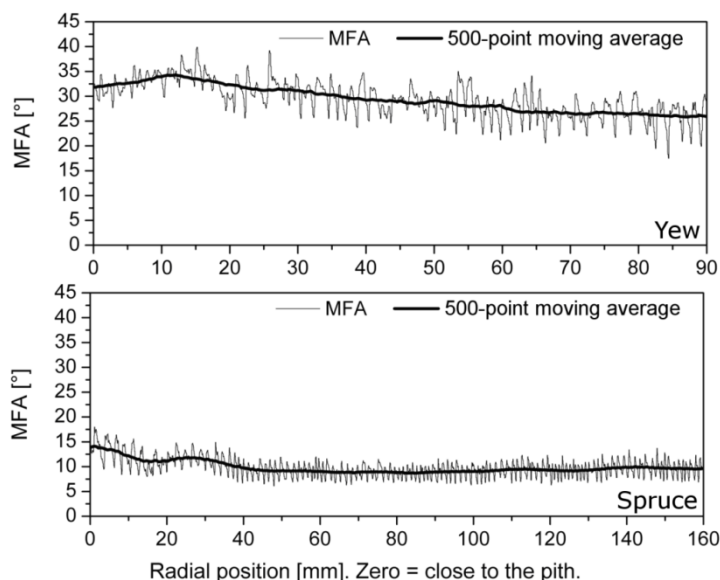 MFA 500-point moving average
45
40
35
30
25
20
15
10
5
0
MFA [°]
Yew
0 10 20 30 40 50 60 70 80 90
MFA 500-point moving average
45
40
35
30
25
20
15
10
5
0
MFA [°]
Spruce
0 20 40 60 80 100 120 140 160
Radial position [mm]. Zero = close to the pith.